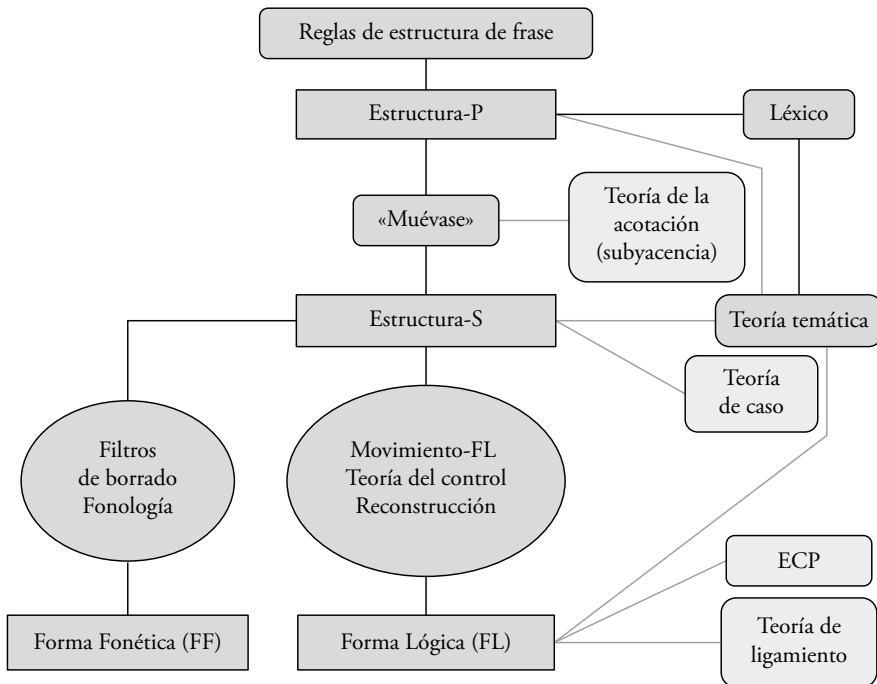 Reglas de estructura de frase
Estructura-P
Léxico
«Muévase»
Teoría de la
acotación
(subyacencia)
Estructura-S
Teoría temática
Teoría
de caso
Filtros
de borrado
Fonología
Movimiento-FL
Teoría del control
Reconstrucción
ECP
Forma Fonética (FF)
Forma Lógica (FL)
Teoría de
ligamiento